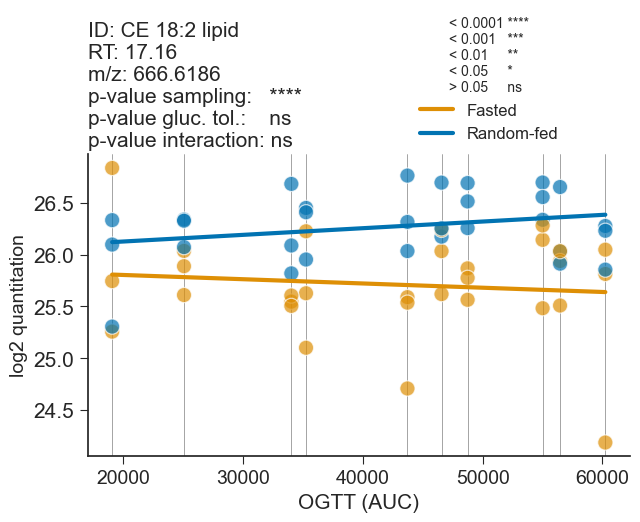 ID: CE 18:2 lipid
RT: 17.16
m/z: 666.6186
p-value sampling: ****
p-value gluc. tol.: ns
p-value interaction: ns
< 0.0001 ****
< 0.001 ***
< 0.01 **
< 0.05 *
> 0.05 ns
Fasted
Random-fed
log2 quantitation
26.5
26.0
25.5
25.0
24.5
20000 30000 40000 50000 60000
OGTT (AUC)